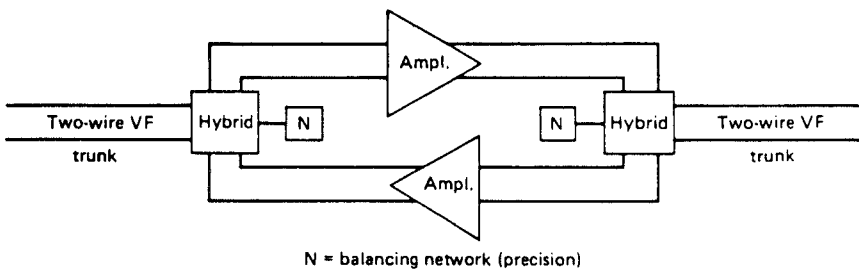 Ampl.
Two-wire VF
trunk
Hybrid
N
N
Hybrid
Two-wire VF
trunk
Ampl.
N = balancing network (precision)